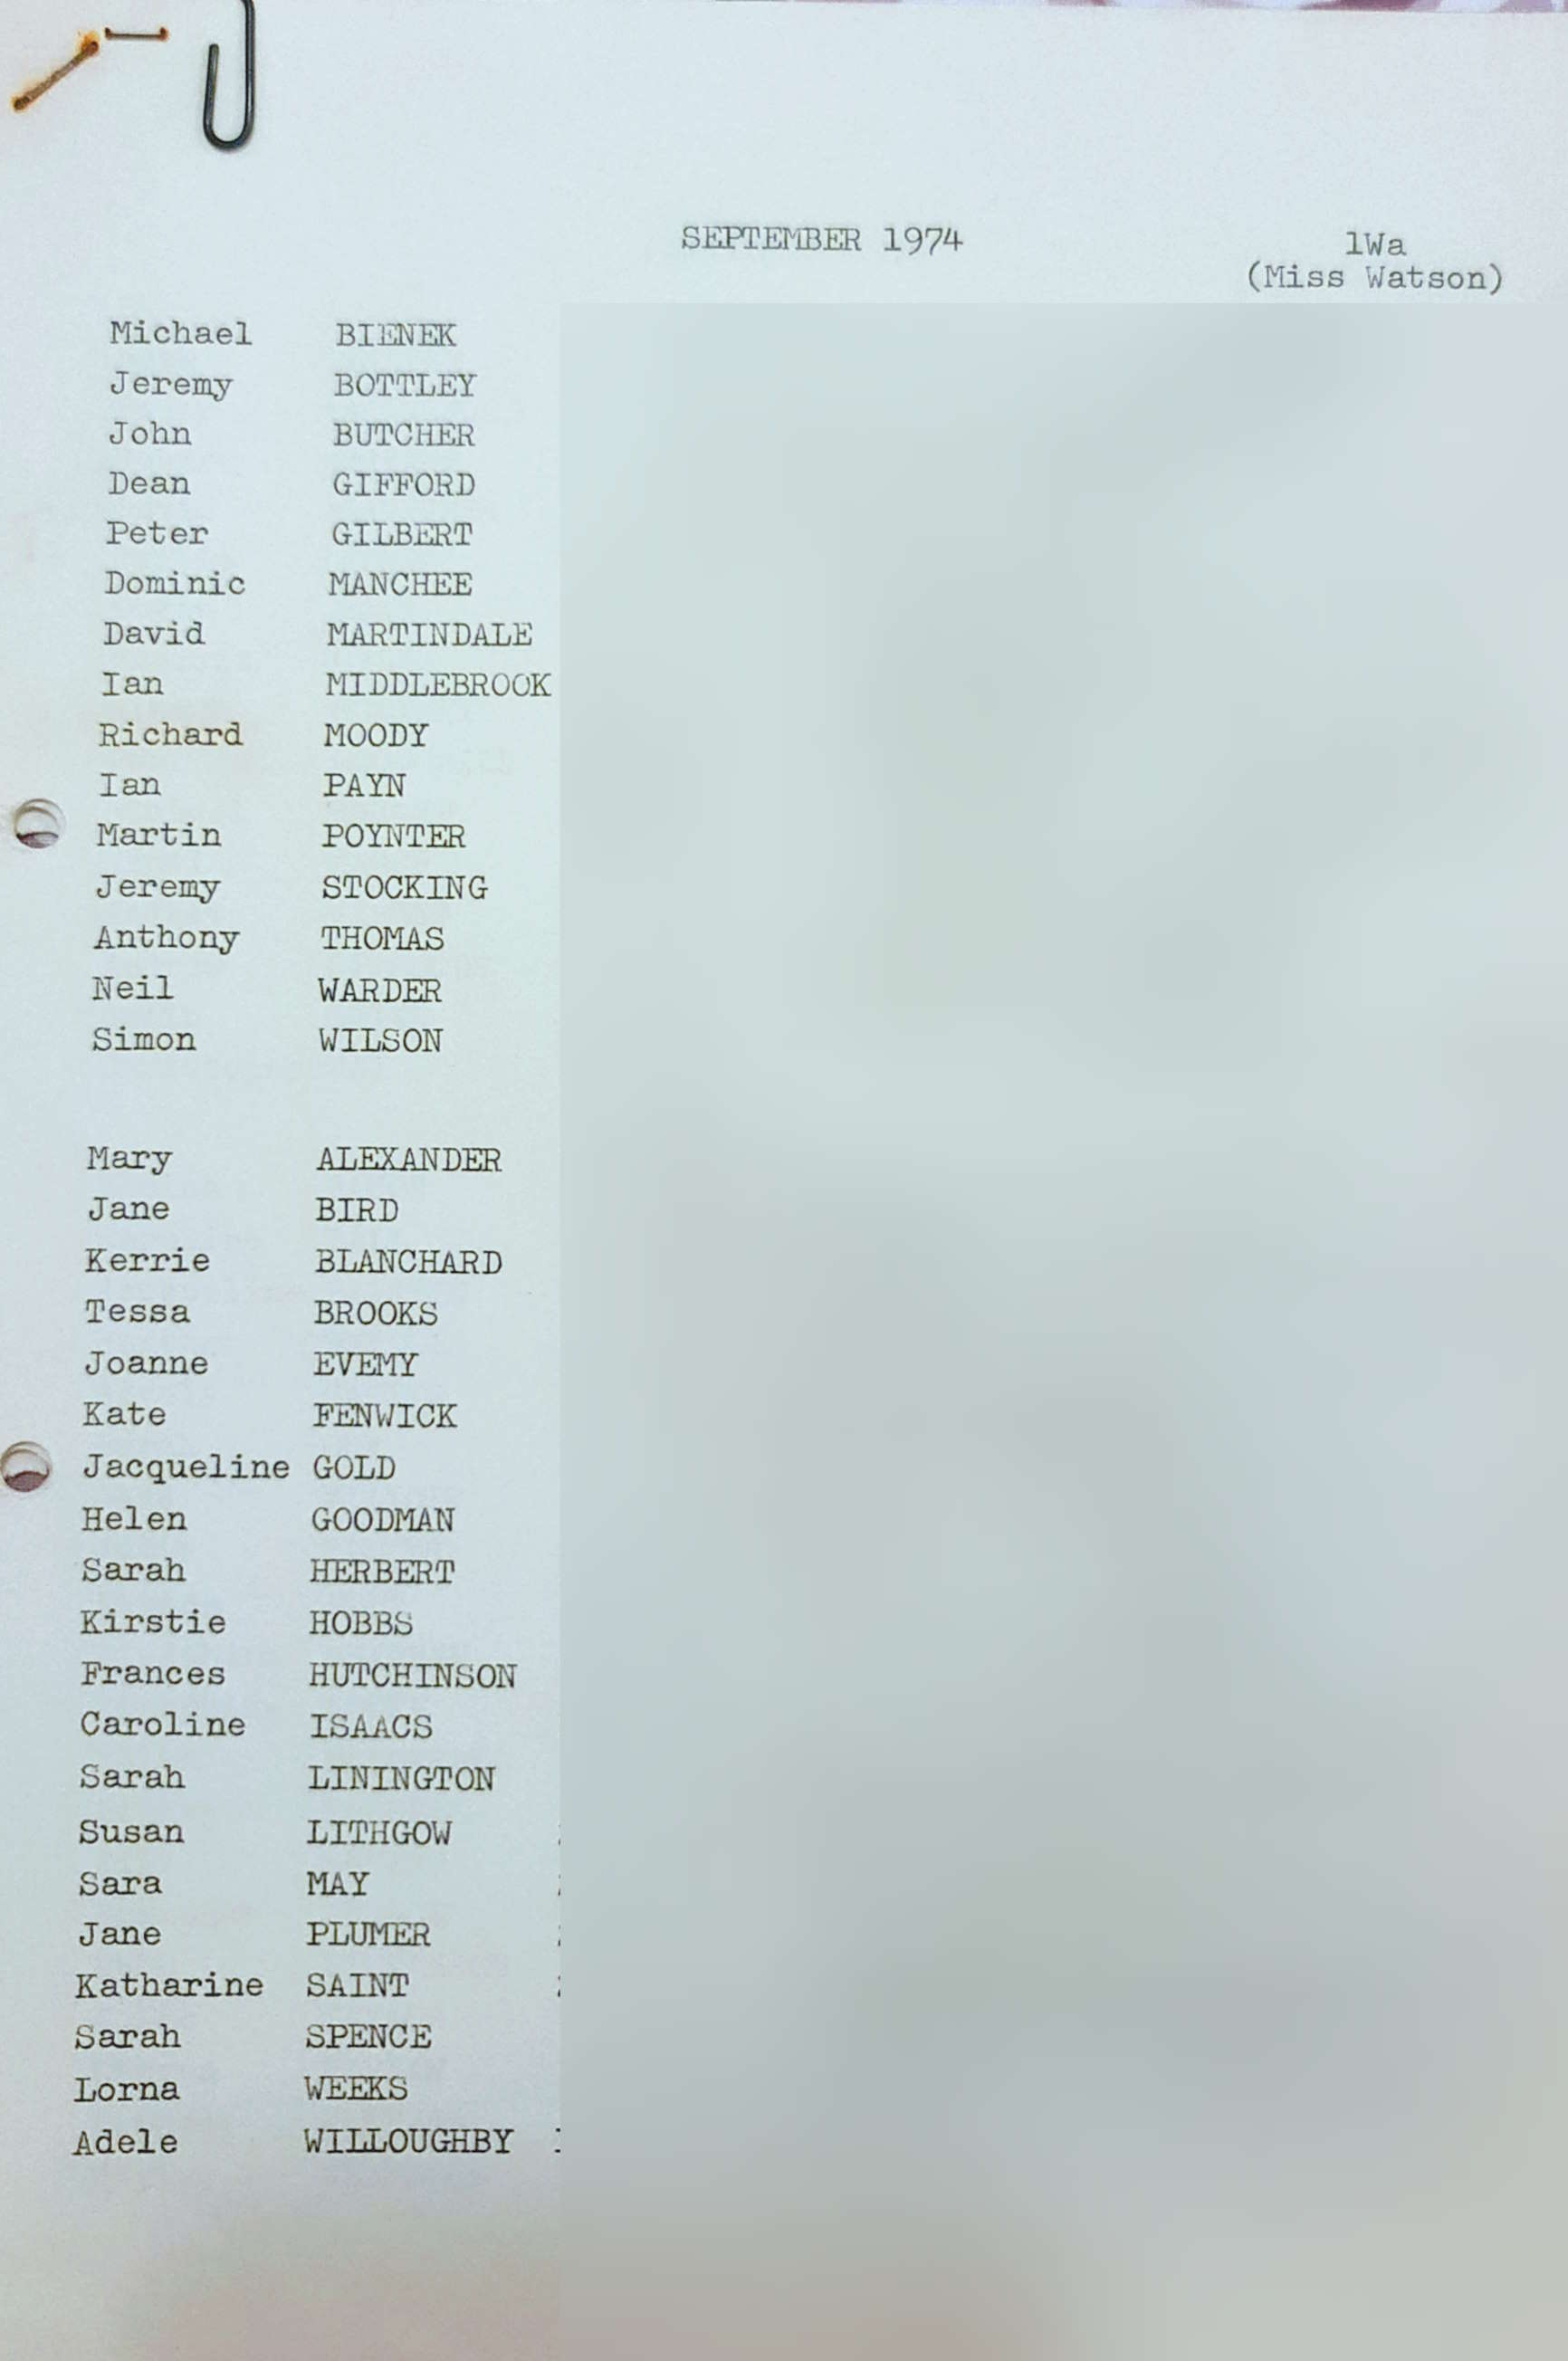 SEPTEMBER 1974
1Wa
(Miss Watson)
Michael BIENEK
Jeremy BOTTLEY
John BUTCHER
Dean GIFFORD
Peter GILBERT
Dominic MANCHEE
David MARTINDALE
Ian MIDDLEBROOK
Richard MOODY
Ian PAYN
Martin POYNTER
Jeremy STOCKING
Anthony THOMAS
Neil WARDER
Simon WILSON
Mary ALEXANDER
Jane BIRD
Kerrie BLANCHARD
Tessa BROOKS
Joanne EVEMY
Kate FENWICK
Jacqueline GOLD
Helen GOODMAN
Sarah HERBERT
Kirstie HOBBS
Frances HUTCHINSON
Caroline ISAACS
Sarah LININGTON
Susan LITHGOW
Sara MAY
Jane PLUMER
Katharine SAINT
Sarah SPENCE
Lorna WEEKS
Adele WILLOUGHBY